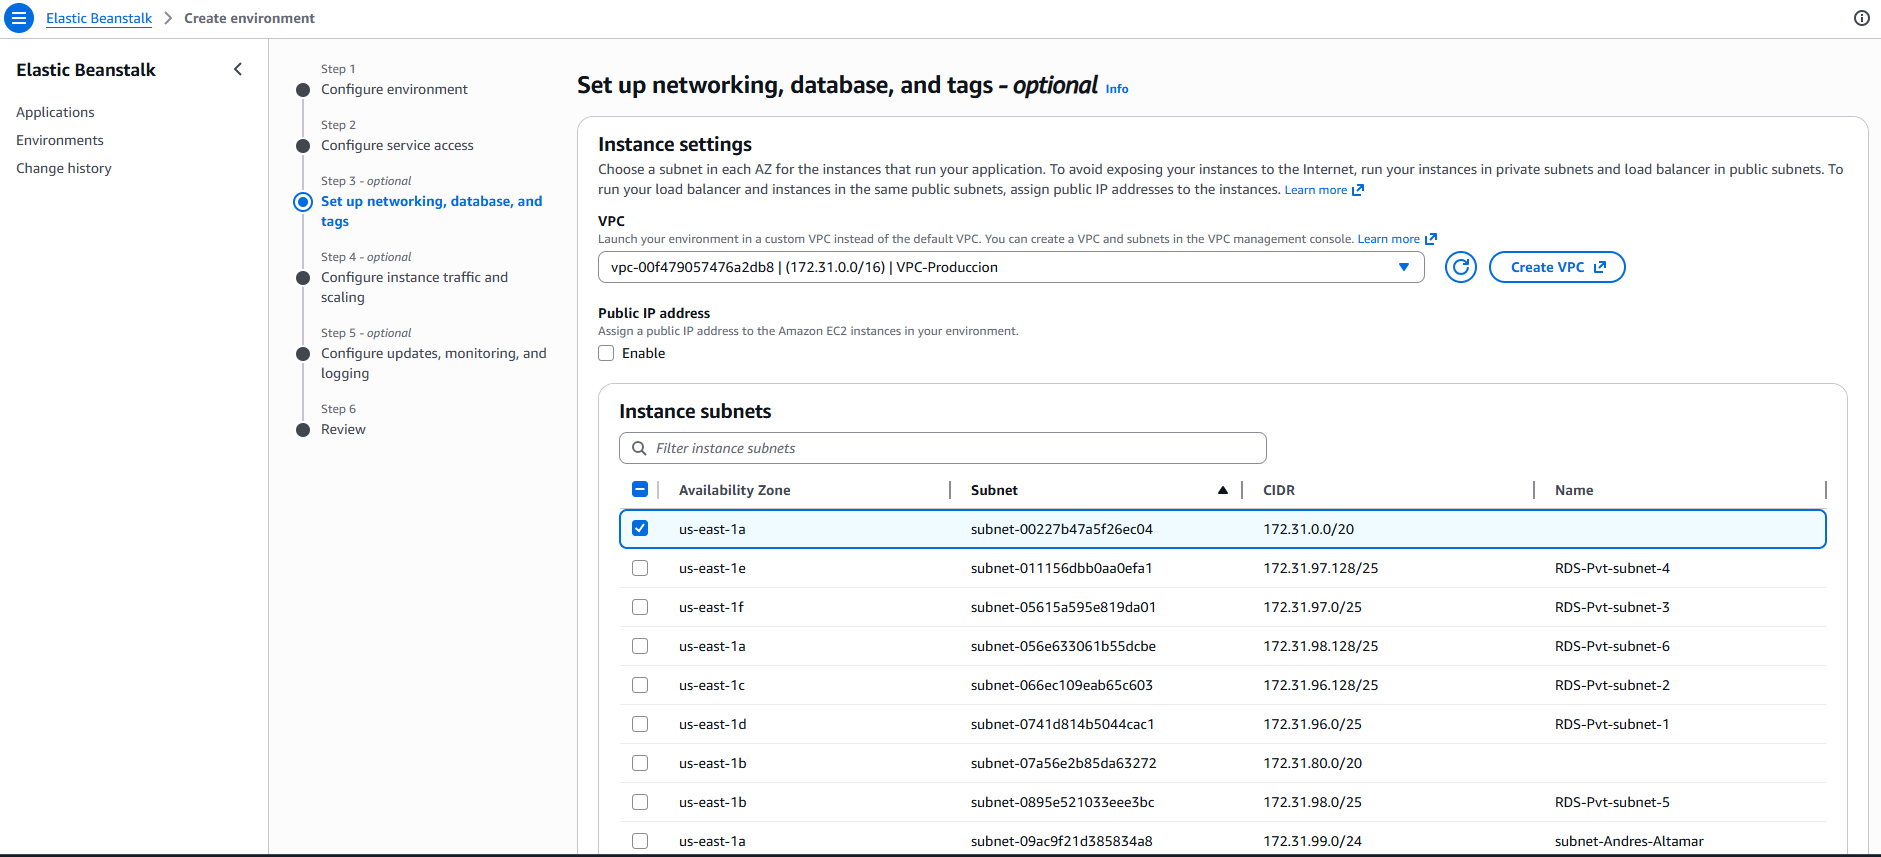 Elastic Beanstalk > Create environment
Elastic Beanstalk
Applications
Environments
Change history
Step 1
Configure environment
Step 2
Configure service access
Step 3 - optional
Set up networking, database, and
tags
Step 4 - optional
Configure instance traffic and
scaling
Step 5 - optional
Configure updates, monitoring, and
logging
Step 6
Review
Set up networking, database, and tags - optional Info
Instance settings
Choose a subnet in each AZ for the instances that run your application. To avoid exposing your instances to the Internet, run your instances in private subnets and load balancer in public subnets. To
run your load balancer and instances in the same public subnets, assign public IP addresses to the instances. Learn more
VPC
Launch your environment in a custom VPC instead of the default VPC. You can create a VPC and subnets in the VPC management console. Learn more
vpc-00f479057476a2db8 | (172.31.0.0/16) | VPC-Produccion
Create VPC
Public IP address
Assign a public IP address to the Amazon EC2 instances in your environment.
Enable
Instance subnets
Filter instance subnets
Availability Zone Subnet CIDR Name
us-east-1a subnet-00227b47a5f26ec04 172.31.0.0/20
us-east-1e subnet-011156dbb0aa0efa1 172.31.97.128/25 RDS-Pvt-subnet-4
us-east-1f subnet-05615a595e819da01 172.31.97.0/25 RDS-Pvt-subnet-3
us-east-1a subnet-056e633061b55dcbe 172.31.98.128/25 RDS-Pvt-subnet-6
us-east-1c subnet-066ec109eab65c603 172.31.96.128/25 RDS-Pvt-subnet-2
us-east-1d subnet-0741d814b5044cac1 172.31.96.0/25 RDS-Pvt-subnet-1
us-east-1b subnet-07a56e2b85da63272 172.31.80.0/20
us-east-1b subnet-0895e521033eee3bc 172.31.98.0/25 RDS-Pvt-subnet-5
us-east-1a subnet-09ac9f21d385834a8 172.31.99.0/24 subnet-Andres-Altamar